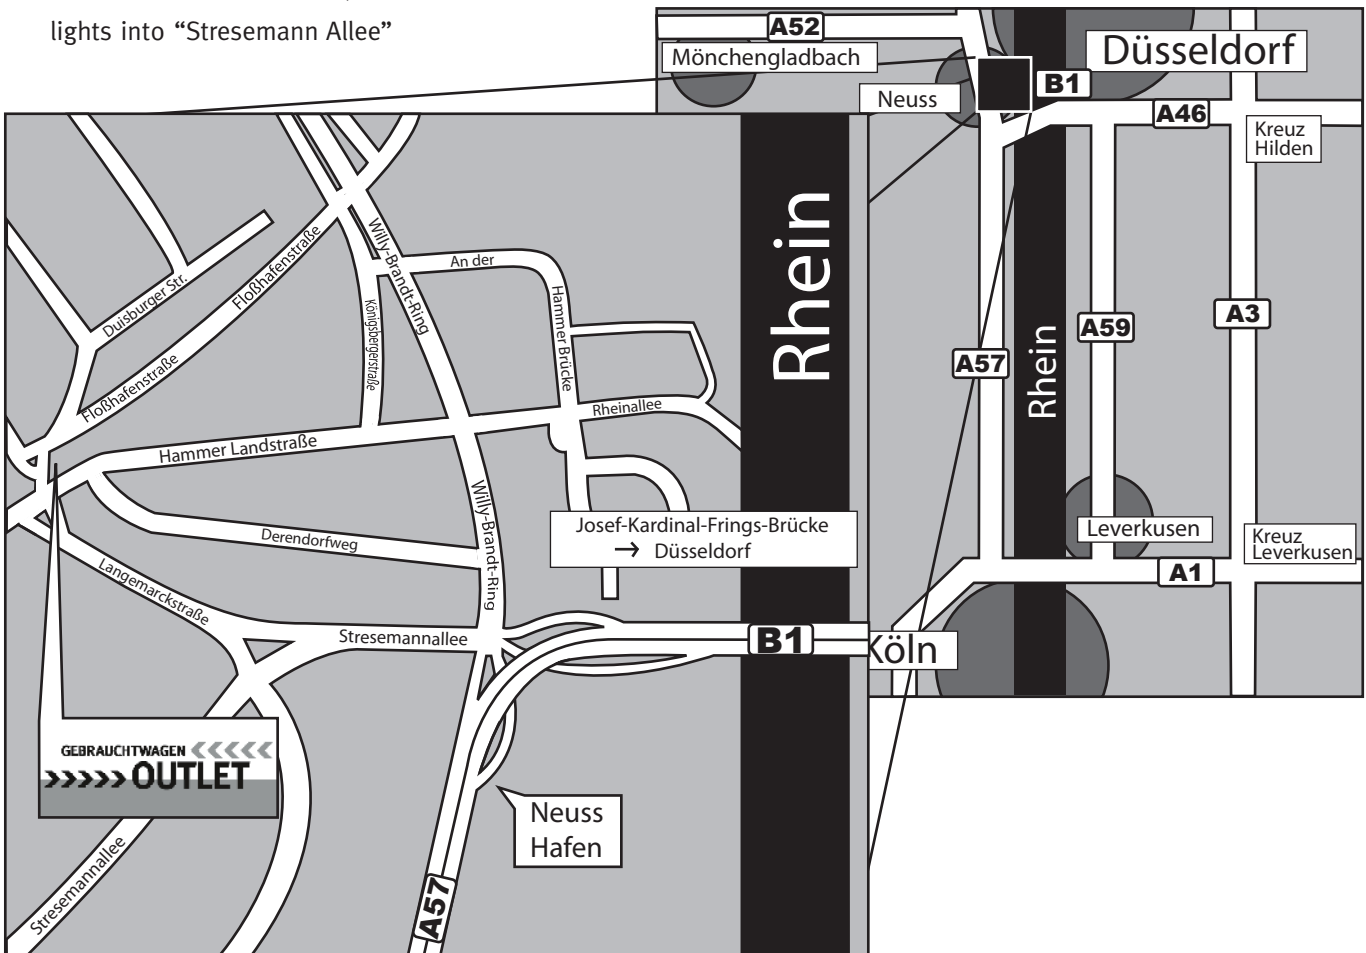 lights into “Stresemann Allee”
A52
Mönchengladbach
Düsseldorf
B1
Neuss
A46
Kreuz
Hilden
Rhein
A57
A59
A3
Leverkusen
Kreuz
Leverkusen
A1
Köln
Rhein
Duisburger Str.
Floßhafenstraße
Floßhafenstraße
Willy-Brandt-Ring
Königsbergerstraße
An der
Hammer Brücke
Rheinallee
Hammer Landstraße
Willy-Brandt-Ring
Derendorfweg
Josef-Kardinal-Frings-Brücke
→ Düsseldorf
Langemarckstraße
Stresemannallee
B1
GEBRAUCHTWAGEN <<<<<
>>>>> OUTLET
Neuss
Hafen
Stresemannallee
A57